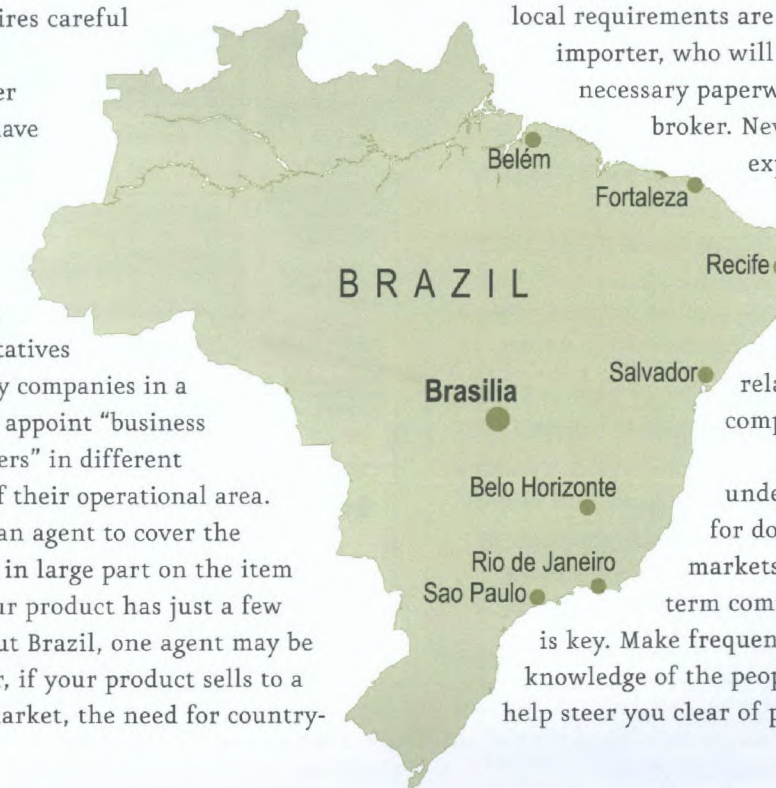 ires careful
er
ave
tatives
y companies in a
appoint “business
ers” in different
f their operational area.
an agent to cover the
in large part on the item
ur product has just a few
ut Brazil, one agent may be
r, if your product sells to a
market, the need for country-
Belém
Fortaleza
Recife
BRAZIL
Brasilia
Salvador
Belo Horizonte
Rio de Janeiro
Sao Paulo
local requirements are
importer, who will
necessary paperw
broker. Nev
exp
rela
comp
unde
for do
markets
term com
is key. Make frequen
knowledge of the peop
help steer you clear of p